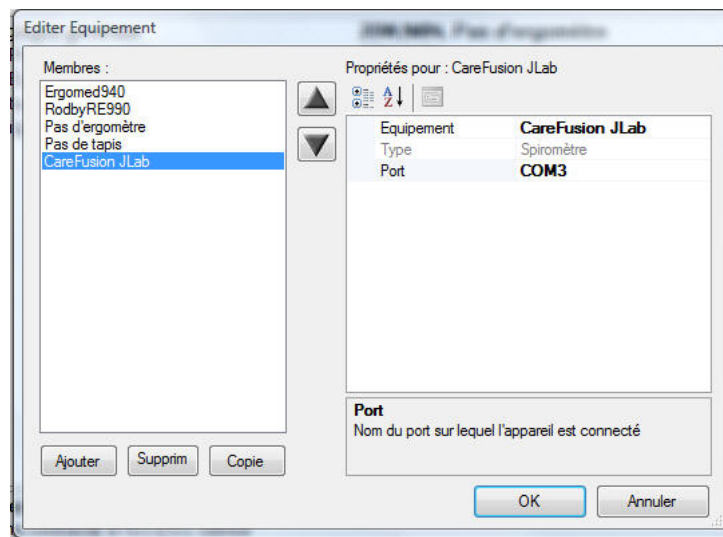 Editer Equipement
Membres :
Ergomed940
RodbyRE990
Pas d'ergomètre
Pas de tapis
CareFusion JLab
Ajouter
Supprim
Copie
Propriétés pour : CareFusion JLab
Equipement CareFusion JLab
Type Spiromètre
Port COM3
Port
Nom du port sur lequel l'appareil est connecté
OK
Annuler